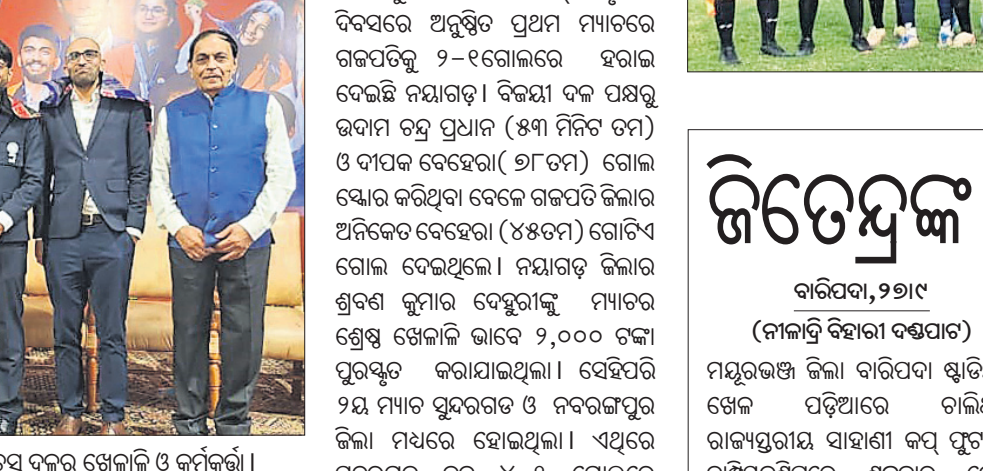 ଦିବସରେ ଅନୁଷ୍ଠିତ ପ୍ରଥମ ମ୍ୟାଚରେ
ଗଜପତିକୁ ୨-୧ଗୋଲରେ ହରାଇ
ଦେଇଛି ନୟାଗଡ଼। ବିଜୟୀ ଦଳ ପକ୍ଷରୁ
ଉଦାମ ଚନ୍ଦ୍ର ପ୍ରଧାନ (୫୩ ମିନିଟ ତମ)
ଓ ଦୀପକ ବେହେରା( ୭୮ତମ) ଗୋଲ
ସ୍କୋର କରିଥିବା ବେଳେ ଗଜପତି ଜିଲାର
ଅନିକେତ ବେହେରା (୪୫ତମ) ଗୋଟିଏ
ଗୋଲ ଦେଇଥିଲେ। ନୟାଗଡ଼ ଜିଲାର
ଶ୍ରବଣ କୁମାର ଦେହୁରୀଙ୍କୁ ମ୍ୟାଚର
ଶ୍ରେଷ୍ଠ ଖେଳାଳି ଭାବେ ୨,୦୦୦ ଟଙ୍କା
ପୁରସ୍କୃତ କରାଯାଇଥିଲା। ସେହିପରି
୨ୟ ମ୍ୟାଚ ସୁନ୍ଦରଗଡ ଓ ନବରଙ୍ଗପୁର
ଜିଲା ମଧ୍ୟରେ ହୋଇଥିଲା। ଏଥିରେ
ଦଳର ଖେଳାଳି ଓ କର୍ମକର୍ତ୍ତା।
ଜିତେନ୍ଦ୍ରଙ୍କ
ବାରିପଦା,୨୭।୯
(ନୀଳାଦ୍ରି ବିହାରୀ ଦଣ୍ଡପାଟ)
ମୟୂରଭଞ୍ଜ ଜିଲା ବାରିପଦା
ଖେଳ ପଡ଼ିଆରେ
ରାଜ୍ୟସ୍ତରୀୟ ସାହାଣୀ କପ୍